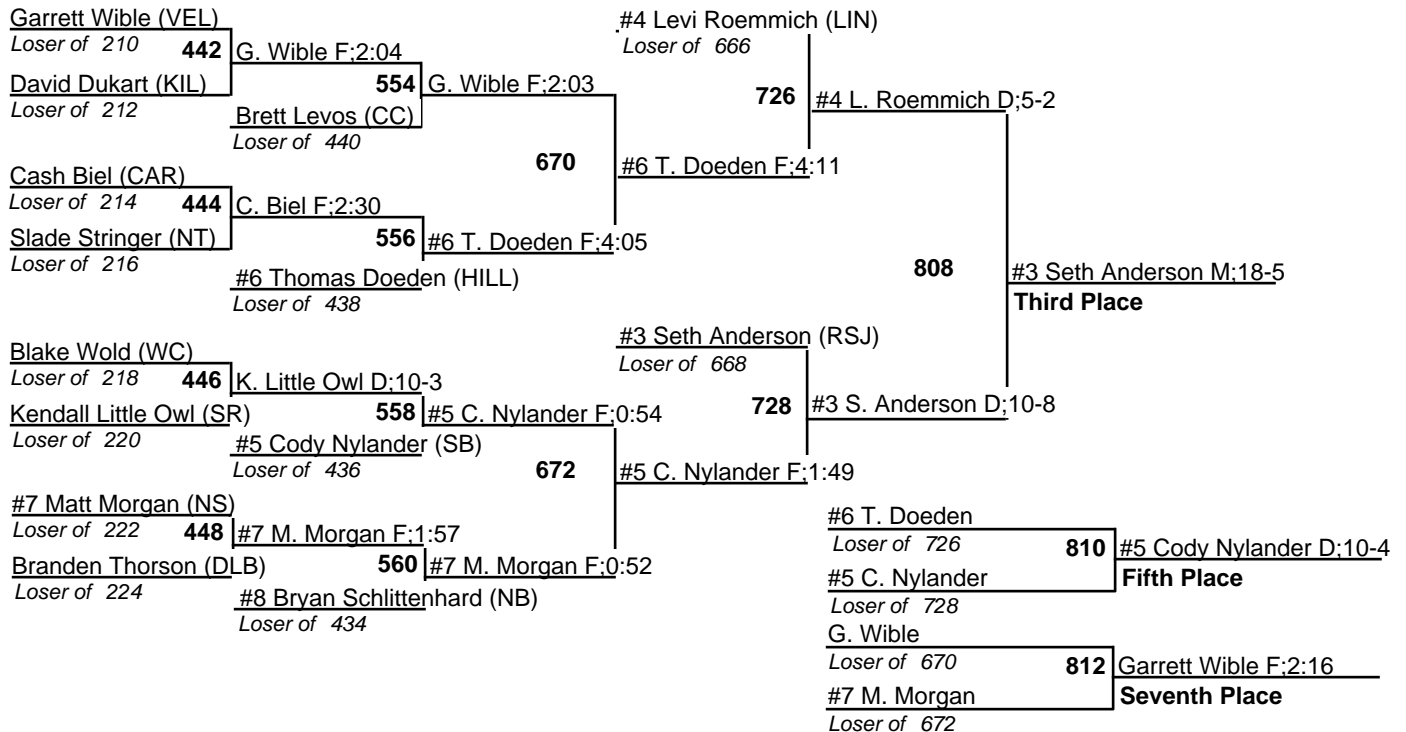 Garrett Wible (VEL)
Loser of 210
442
David Dukart (KIL)
Loser of 212
G. Wible F;2:04
554
Brett Levos (CC)
Loser of 440
G. Wible F;2:03
Cash Biel (CAR)
Loser of 214
444
Slade Stringer (NT)
Loser of 216
C. Biel F;2:30
556
#6 Thomas Doeden (HILL)
Loser of 438
#6 T. Doeden F;4:05
670
#4 Levi Roemmich (LIN)
Loser of 666
726
#6 T. Doeden F;4:11
#4 L. Roemmich D;5-2
Blake Wold (WC)
Loser of 218
446
Kendall Little Owl (SR)
Loser of 220
K. Little Owl D;10-3
558
#5 Cody Nylander (SB)
Loser of 436
#5 C. Nylander F;0:54
#7 Matt Morgan (NS)
Loser of 222
448
Branden Thorson (DLB)
Loser of 224
#7 M. Morgan F;1:57
560
#8 Bryan Schlittenhard (NB)
Loser of 434
#7 M. Morgan F;0:52
672
#3 Seth Anderson (RSJ)
Loser of 668
728
#5 C. Nylander F;1:49
#3 S. Anderson D;10-8
808
#3 Seth Anderson M;18-5
Third Place
#6 T. Doeden
Loser of 726
810
#5 C. Nylander
Loser of 728
#5 Cody Nylander D;10-4
Fifth Place
G. Wible
Loser of 670
812
#7 M. Morgan
Loser of 672
Garrett Wible F;2:16
Seventh Place